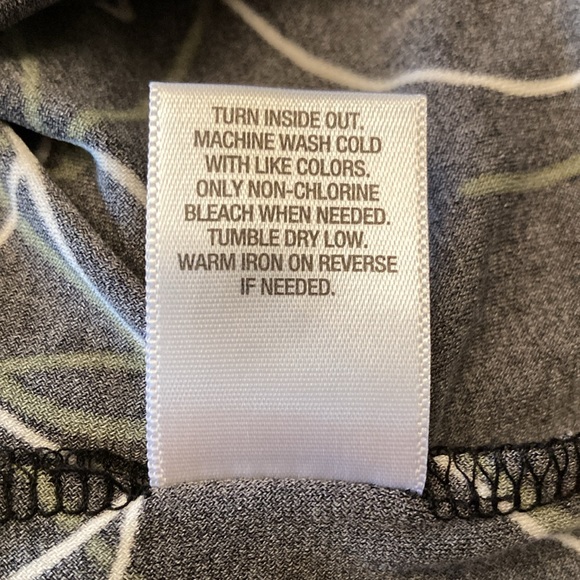 TURN INSIDE OUT.
MACHINE WASH COLD
WITH LIKE COLORS.
ONLY NON-CHLORINE
BLEACH WHEN NEEDED.
TUMBLE DRY LOW.
WARM IRON ON REVERSE
IF NEEDED.